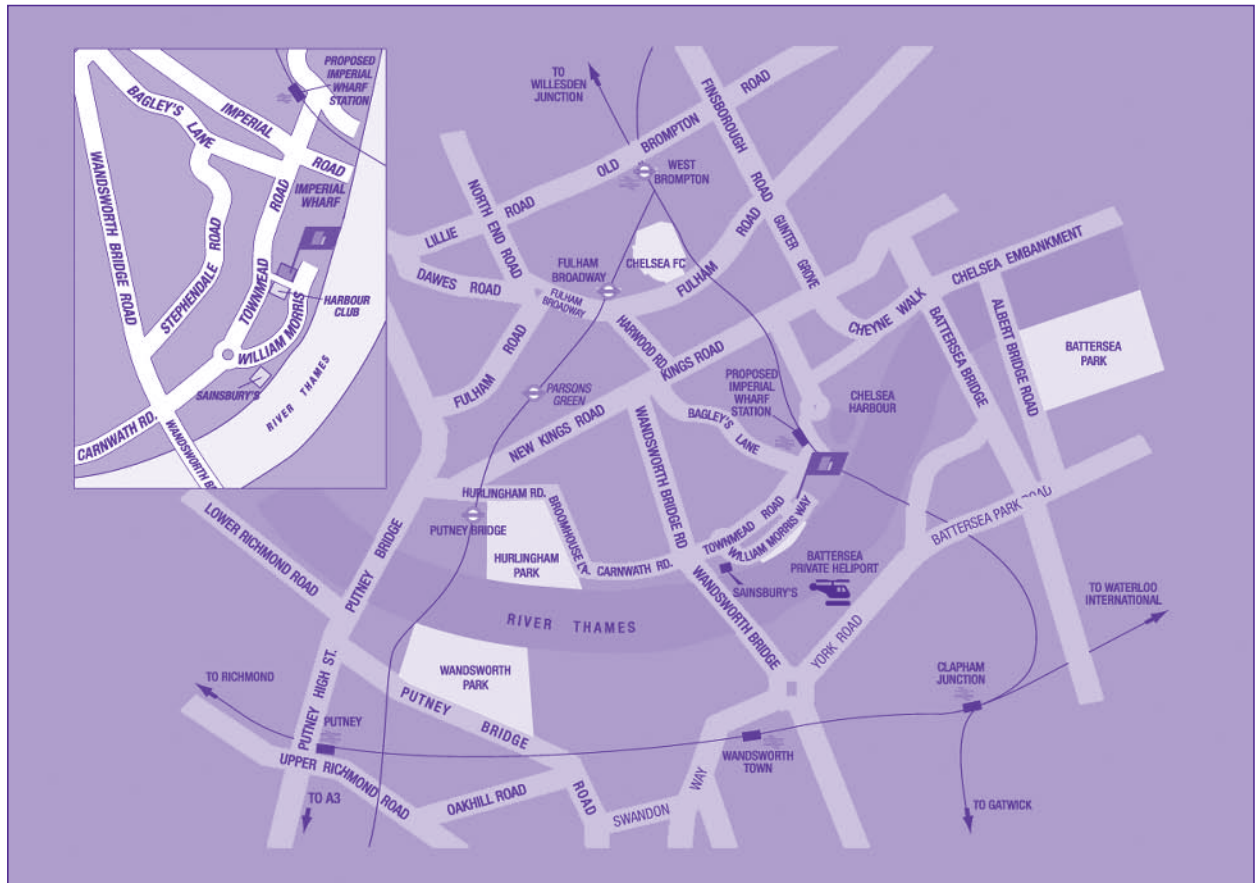 PROPOSED
IMPERIAL
WHARF
STATION
BAGLEY'S LANE
IMPERIAL
ROAD
WANDSWORTH BRIDGE ROAD
STEPHENDALE ROAD
TOWNMEAD
ROAD
IMPERIAL
WHARF
HARBOUR
CLUB
WILLIAM MORRIS
SAINSBURY'S
RIVER THAMES
CARNWATH RD.
WANDSWORTH B
TO
WILLESDEN
JUNCTION
FINSBOROUGH ROAD
OLD BROMPTON ROAD
WEST
BROMPTON
LILLIE ROAD
NORTH END ROAD
DAWES ROAD
FULHAM
BROADWAY
FULHAM
BROADWAY
CHELSEA FC
FULHAM ROAD
GUNTER GROVE
CHELSEA EMBANKMENT
CHEYNE WALK
BATTERSEA BRIDGE
ALBERT BRIDGE ROAD
BATTERSEA
PARK
FULHAM ROAD
HARWOOD RD.
KINGS ROAD
PARSONS
GREEN
PROPOSED
IMPERIAL
WHARF
STATION
CHELSEA
HARBOUR
NEW KINGS ROAD
BAGLEY'S
LANE
WANDSWORTH BRIDGE RD
HURLINGHAM RD.
BROOMHOUSE LA.
PUTNEY BRIDGE
HURLINGHAM
PARK
CARNWATH RD.
TOWNMEAD ROAD
WILLIAM MORRIS WAY
SAINSBURY'S
BATTERSEA
PRIVATE HELIPORT
BATTERSEA PARK ROAD
LOWER RICHMOND ROAD
PUTNEY BRIDGE
RIVER THAMES
WANDSWORTH BRIDGE
YORK ROAD
TO WATERLOO
INTERNATIONAL
CLAPHAM
JUNCTION
TO RICHMOND
PUTNEY HIGH ST.
WANDSWORTH
PARK
PUTNEY BRIDGE
ROAD
PUTNEY
WANDSWORTH
TOWN
UPPER RICHMOND ROAD
OAKHILL ROAD
SWANDON
WAY
TO A3
TO GATWICK